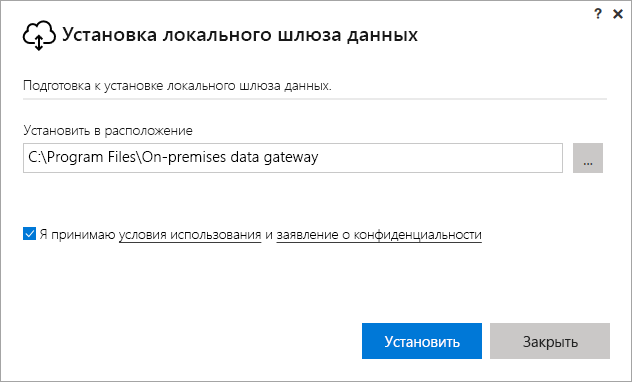 ? ×
Установка локального шлюза данных
Подготовка к установке локального шлюза данных.
Установить в расположение
C:\Program Files\On-premises data gateway
...
Я принимаю условия использования и заявление о конфиденциальности
Установить Закрыть